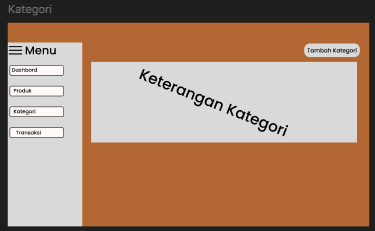 Kategori
Menu
Tambah Kategori
Dashbord
Produk
Kategori
Transaksi
Keterangan Kategori